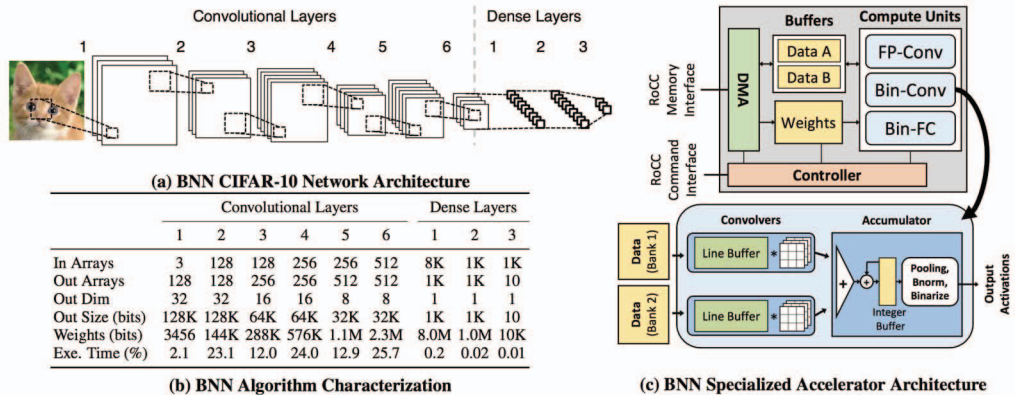 Convolutional Layers Dense Layers
1 2 3 4 5 6 1 2 3
(a) BNN CIFAR-10 Network Architecture
Convolutional Layers Dense Layers
1 2 3 4 5 6 1 2 3
In Arrays 3 128 128 256 256 512 8K 1K 1K
Out Arrays 128 128 256 256 512 512 1K 1K 10
Out Dim 32 32 16 16 8 8 1 1 1
Out Size (bits) 128K 128K 64K 64K 32K 32K 1K 1K 10
Weights (bits) 3456 144K 288K 576K 1.1M 2.3M 8.0M 1.0M 10K
Exe. Time (%) 2.1 23.1 12.0 24.0 12.9 25.7 0.2 0.02 0.01
(b) BNN Algorithm Characterization
Buffers Compute Units
RoCC
Memory
Interface
DMA
Data A
Data B
Weights
FP-Conv
Bin-Conv
Bin-FC
RoCC
Command
Interface
Controller
Convolvers Accumulator
Data
(Bank 1)
Line Buffer *
Data
(Bank 2)
Line Buffer *
+
+
Integer
Buffer
Pooling,
Bnorm,
Binarize
Output
Activations
(c) BNN Specialized Accelerator Architecture